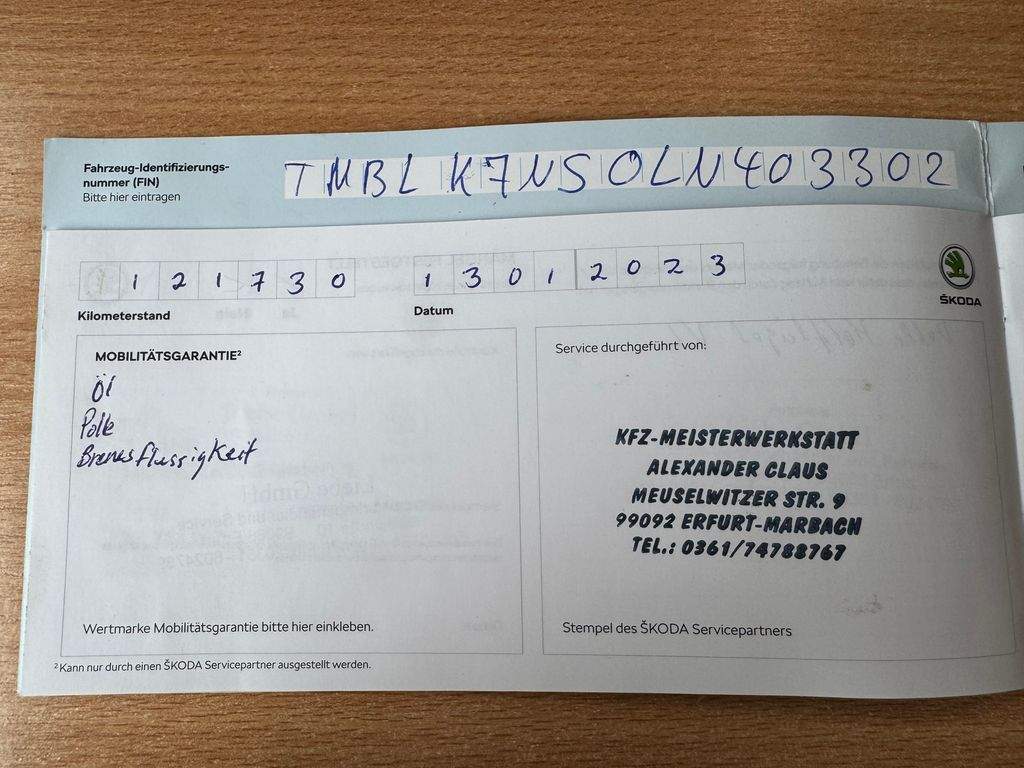 Fahrzeug-Identifizierungs-
nummer (FIN)
Bitte hier eintragen
TMBLK7NS0LN403302
121730
13012023
Kilometerstand
Datum
ŠKODA
MOBILITÄTSGARANTIE²
Öl
Bremsflüssigkeit
Wertmarke Mobilitätsgarantie bitte hier einkleben.
Service durchgeführt von:
KFZ-MEISTERWERKSTATT
ALEXANDER CLAUS
MEUSELWITZER STR. 9
99092 ERFURT-MARBACH
TEL.: 0361/74788767
Stempel des ŠKODA Servicepartners
² Kann nur durch einen ŠKODA Servicepartner ausgestellt werden.